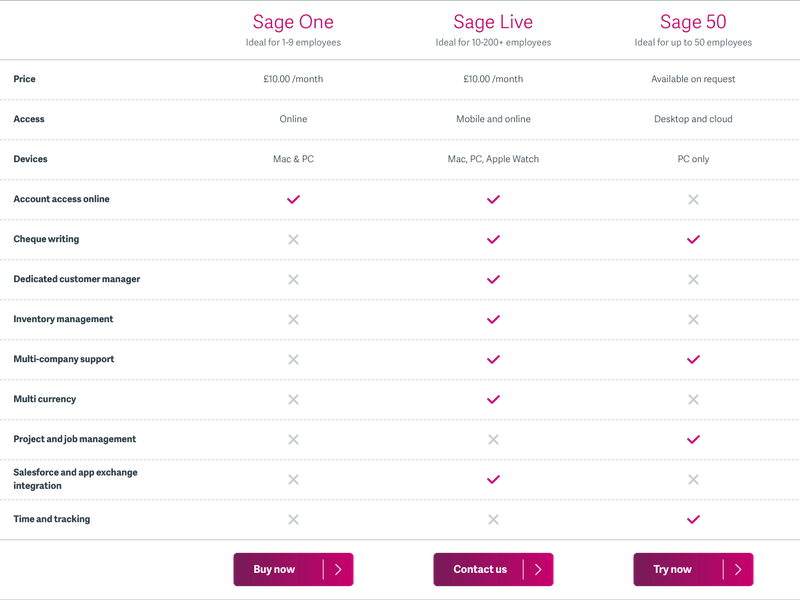 Sage One Sage Live Sage 50
Ideal for 1-9 employees Ideal for 10-200+ employees Ideal for up to 50 employees
Price £10.00 /month £10.00 /month Available on request
Access Online Mobile and online Desktop and cloud
Devices Mac & PC Mac, PC, Apple Watch PC only
Account access online
Cheque writing
Dedicated customer manager
Inventory management
Multi-company support
Multi currency
Project and job management
Salesforce and app exchange
integration
Time and tracking
Buy now Contact us Try now